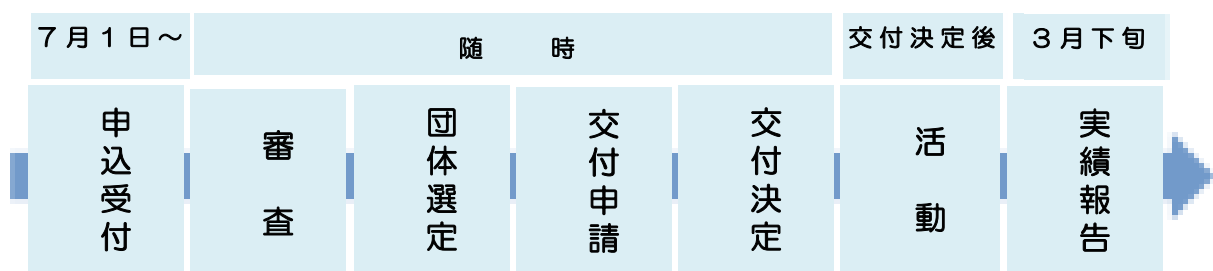 ７月１日～
随　時
交付決定後
３月下旬
申込受付
審査
団体選定
交付申請
交付決定
活動
実績報告